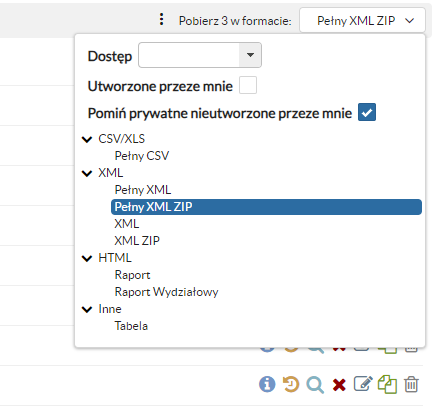 Pobierz 3 w formacie: Pełny XML ZIP
Dostęp
Utworzone przeze mnie
Pomiń prywatne nieutworzone przeze mnie
CSV/XLS
Pełny CSV
XML
Pełny XML
Pełny XML ZIP
XML
XML ZIP
HTML
Raport
Raport Wydziałowy
Inne
Tabela